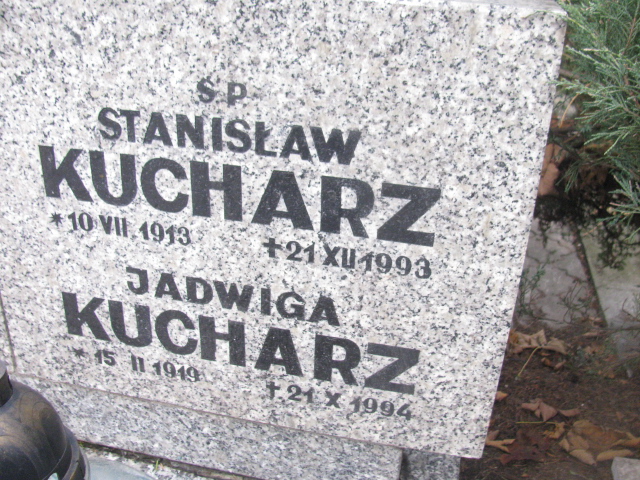 Ś.P.
STANISŁAW
KUCHARZ
*10 VII 1913 +21 XII 1993
JADWIGA
KUCHARZ
*15 II 1919 +21 X 1994